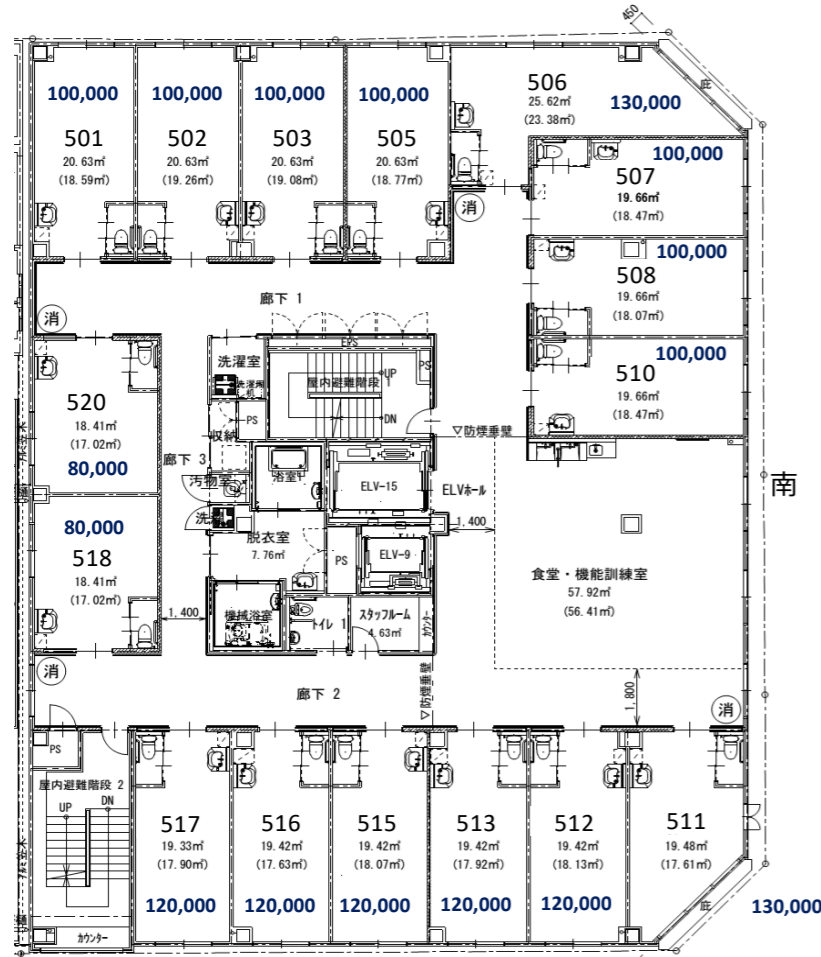 450
庇
100,000
501
20.63㎡
(18.59㎡)
100,000
502
20.63㎡
(19.26㎡)
100,000
503
20.63㎡
(19.08㎡)
100,000
505
20.63㎡
(18.77㎡)
506
25.62㎡
(23.38㎡)
130,000
100,000
507
19.66㎡
(18.47㎡)
消
508
100,000
19.66㎡
(18.07㎡)
廊下 1
消
100,000
510
19.66㎡
(18.47㎡)
EPS
洗濯室
PS
屋内避難階段 1
UP
DN
PS
収納
520
18.41㎡
(17.02㎡)
80,000
廊下 3
汚物室
浴室1
ELV-15
ELVホール
▽防煙垂壁
1,400
南
80,000
518
18.41㎡
(17.02㎡)
脱衣室
7.76㎡
PS
ELV-9
食堂・機能訓練室
57.92㎡
(56.41㎡)
1,400
機械浴室
トイレ 1
スタッフルーム
4.63㎡
カウンター
消
廊下 2
▽防煙垂壁
1,800
消
PS
屋内避難階段 2
UP
DN
517
19.33㎡
(17.90㎡)
120,000
516
19.42㎡
(17.63㎡)
120,000
515
19.42㎡
(18.07㎡)
120,000
513
19.42㎡
(17.92㎡)
120,000
512
19.42㎡
(18.13㎡)
120,000
511
19.48㎡
(17.61㎡)
庇
130,000
カウンター